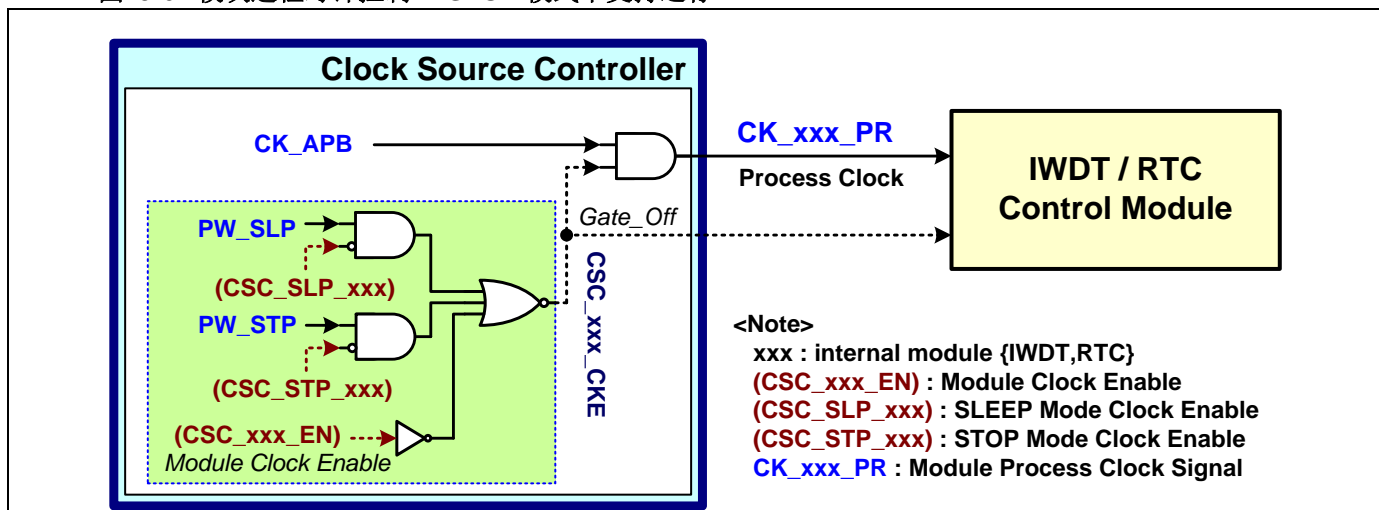 Clock Source Controller
CK_APB
CK_xxx_PR
Process Clock
IWDT / RTC
Control Module
Gate_Off
PW_SLP
(CSC_SLP_xxx)
PW_STP
(CSC_STP_xxx)
(CSC_xxx_EN)
Module Clock Enable
CSC_xxx_CKE
<Note>
xxx : internal module {IWDT,RTC}
(CSC_xxx_EN) : Module Clock Enable
(CSC_SLP_xxx) : SLEEP Mode Clock Enable
(CSC_STP_xxx) : STOP Mode Clock Enable
CK_xxx_PR : Module Process Clock Signal